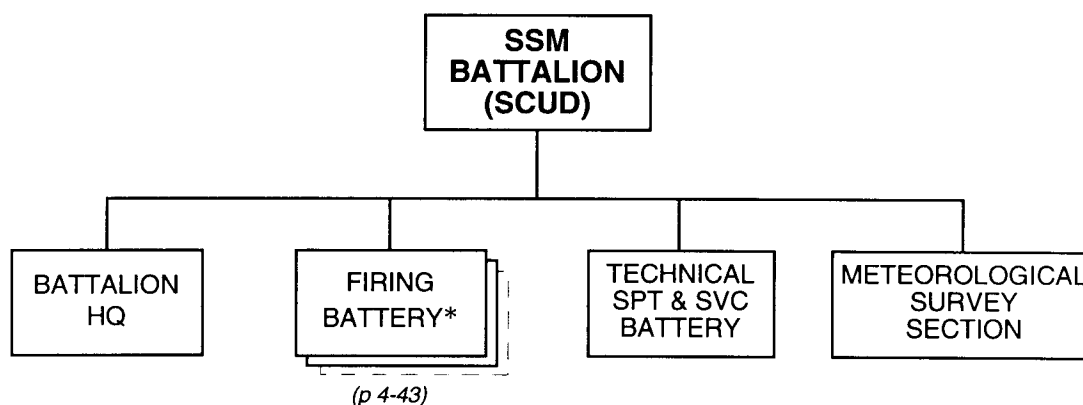 SSM
BATTALION
(SCUD)
BATTALION
HQ
FIRING
BATTERY*
(p 4-43)
TECHNICAL
SPT & SVC
BATTERY
METEOROLOGICAL
SURVEY
SECTION